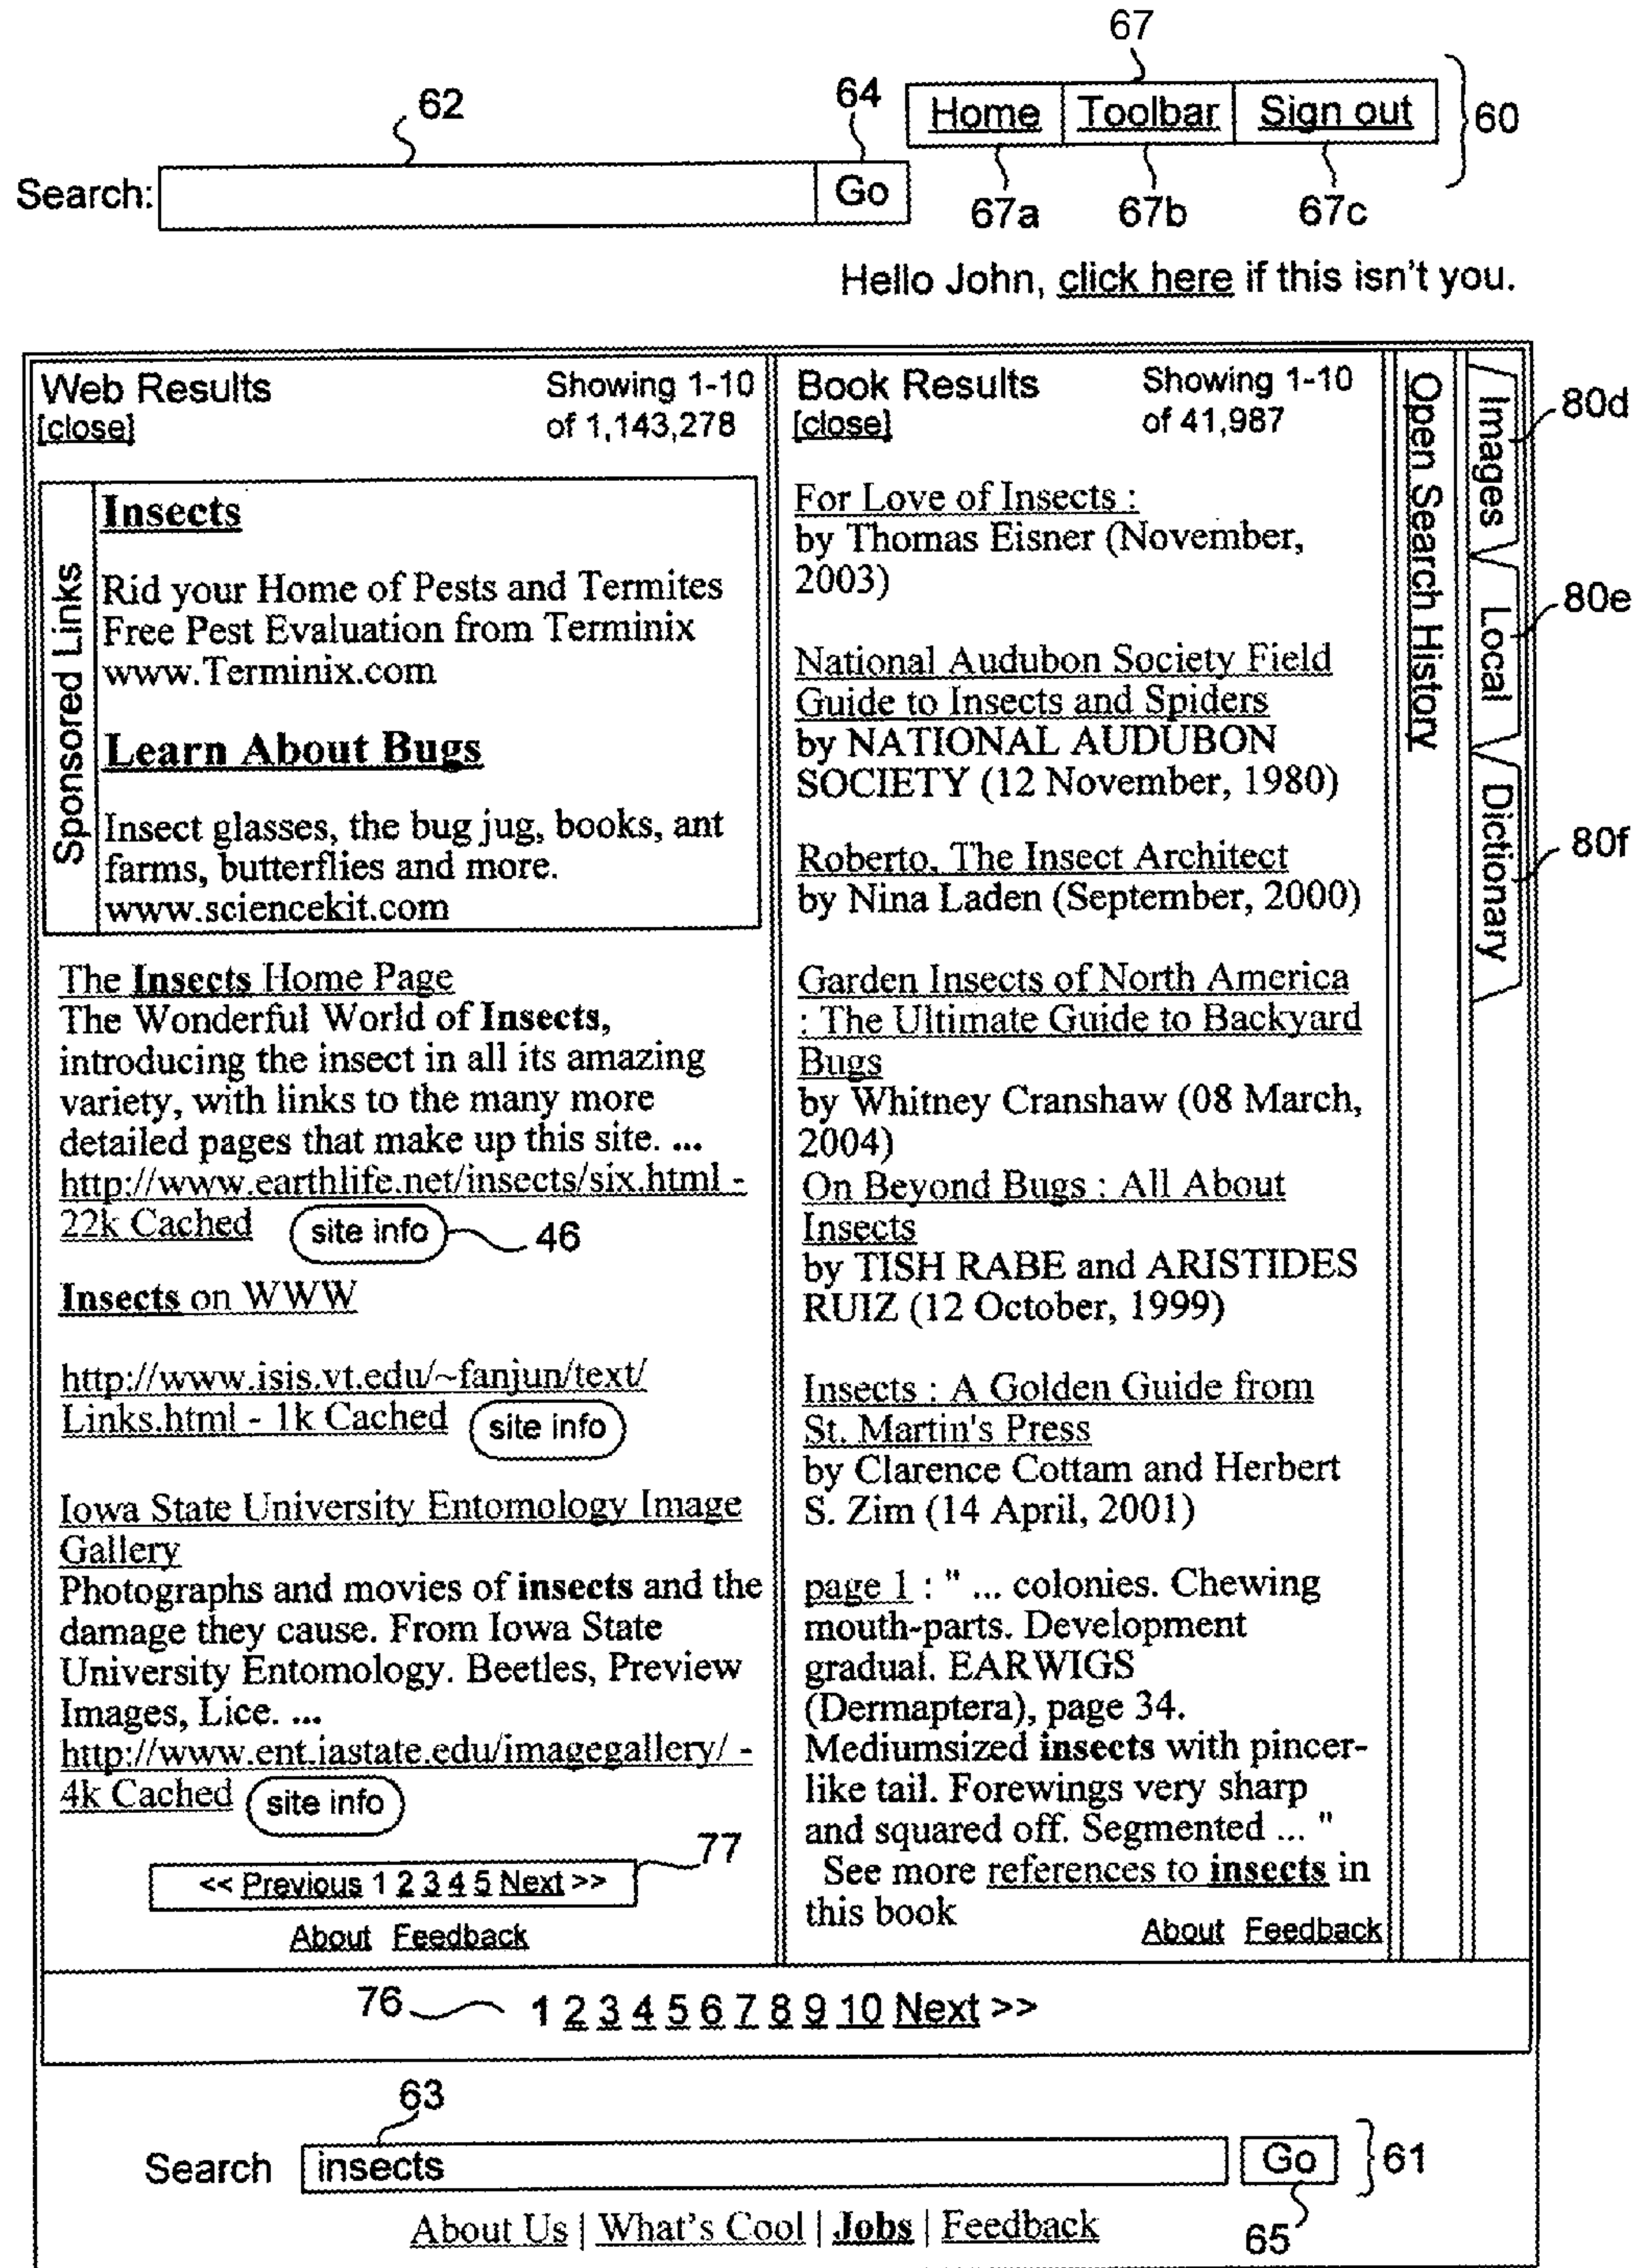 67
62
64
Home Toolbar Sign out
60
Search:
Go
67a 67b 67c
Hello John, click here if this isn't you.
Web Results
[close]
Showing 1-10
of 1,143,278
Sponsored Links
Insects
Rid your Home of Pests and Termites
Free Pest Evaluation from Terminix
www.Terminix.com
Learn About Bugs
Insect glasses, the bug jug, books, ant
farms, butterflies and more.
www.sciencekit.com
The Insects Home Page
The Wonderful World of Insects,
introducing the insect in all its amazing
variety, with links to the many more
detailed pages that make up this site. ...
http://www.earthlife.net/insects/six.html -
22k Cached site info 46
Insects on WWW
http://www.isis.vt.edu/~fanjun/text/
Links.html - 1k Cached site info
Iowa State University Entomology Image
Gallery
Photographs and movies of insects and the
damage they cause. From Iowa State
University Entomology. Beetles, Preview
Images, Lice. ...
http://www.ent.iastate.edu/imagegallery/ -
4k Cached site info
77
<< Previous 1 2 3 4 5 Next >>
About Feedback
Book Results
[close]
Showing 1-10
of 41,987
For Love of Insects :
by Thomas Eisner (November,
2003)
National Audubon Society Field
Guide to Insects and Spiders
by NATIONAL AUDUBON
SOCIETY (12 November, 1980)
Roberto, The Insect Architect
by Nina Laden (September, 2000)
Garden Insects of North America
: The Ultimate Guide to Backyard
Bugs
by Whitney Cranshaw (08 March,
2004)
On Beyond Bugs : All About
Insects
by TISH RABE and ARISTIDES
RUIZ (12 October, 1999)
Insects : A Golden Guide from
St. Martin's Press
by Clarence Cottam and Herbert
S. Zim (14 April, 2001)
page 1 : " ... colonies. Chewing
mouth-parts. Development
gradual. EARWIGS
(Dermaptera), page 34.
Mediumsized insects with pincer-
like tail. Forewings very sharp
and squared off. Segmented ... "
See more references to insects in
this book
About Feedback
Open Search History
Images
80d
Local
80e
Dictionary
80f
76
1 2 3 4 5 6 7 8 9 10 Next >>
63
Search insects Go 61
65
About Us | What's Cool | Jobs | Feedback